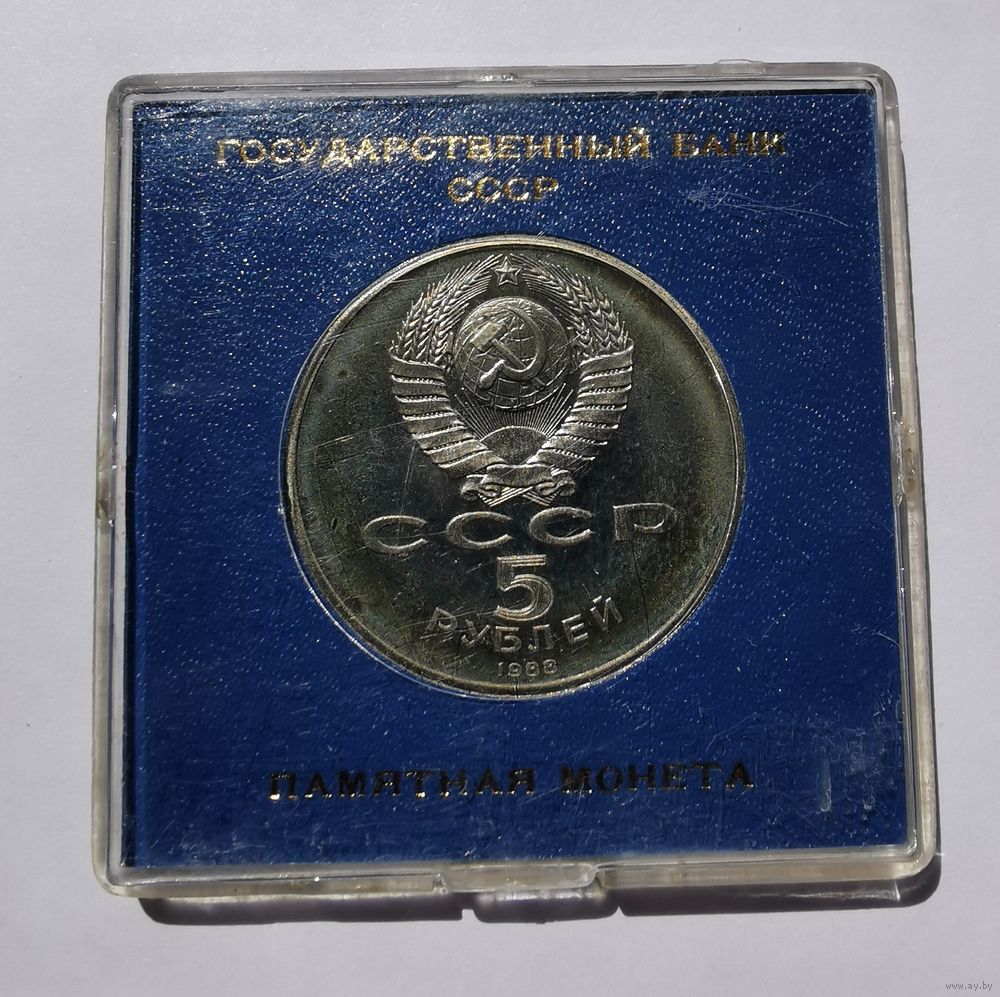 ГОСУДАРСТВЕННЫЙ БАНК
СССР
СССР
5
РУБЛЕЙ
1988
ПАМЯТНАЯ МОНЕТА
www.ay.by